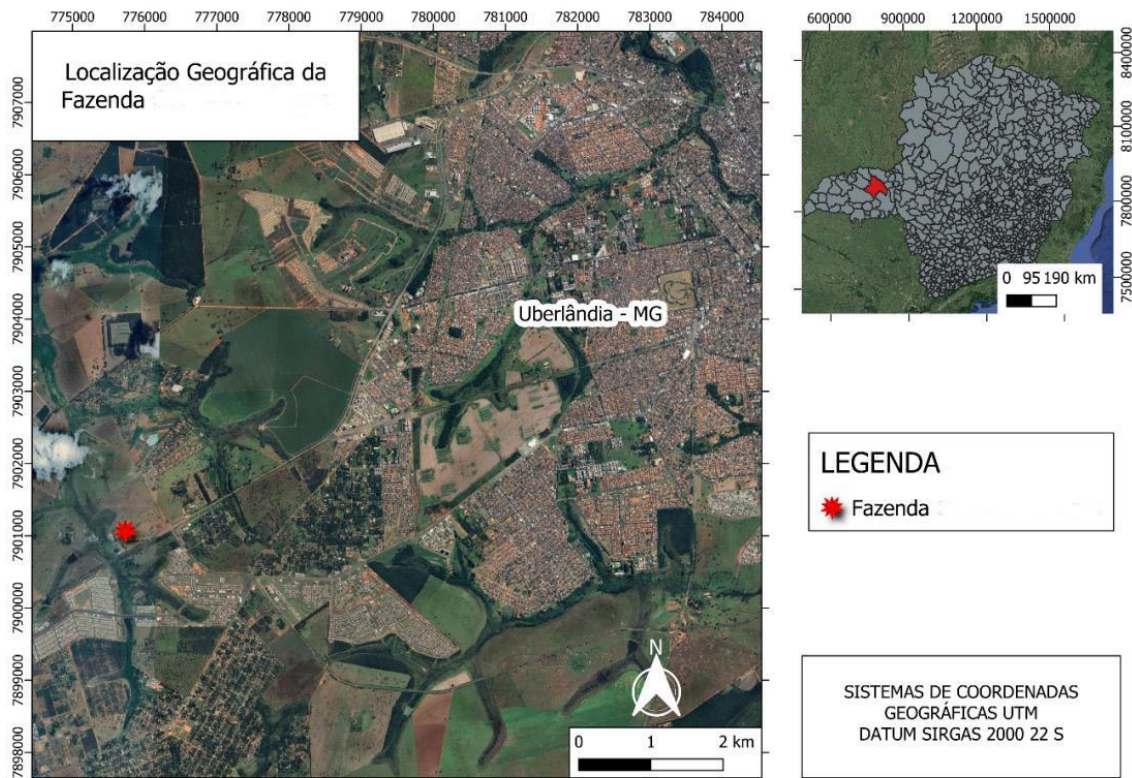 775000 776000 777000 778000 779000 780000 781000 782000 783000 784000
7907000
7906000
7905000
7904000
7903000
7902000
7901000
7900000
7899000
7898000
Localização Geográfica da
Fazenda
Uberlândia - MG
N
0 1 2 km
600000 900000 1200000 1500000
8400000
8100000
7800000
7500000
0 95 190 km
LEGENDA
Fazenda
SISTEMAS DE COORDENADAS
GEOGRÁFICAS UTM
DATUM SIRGAS 2000 22 S